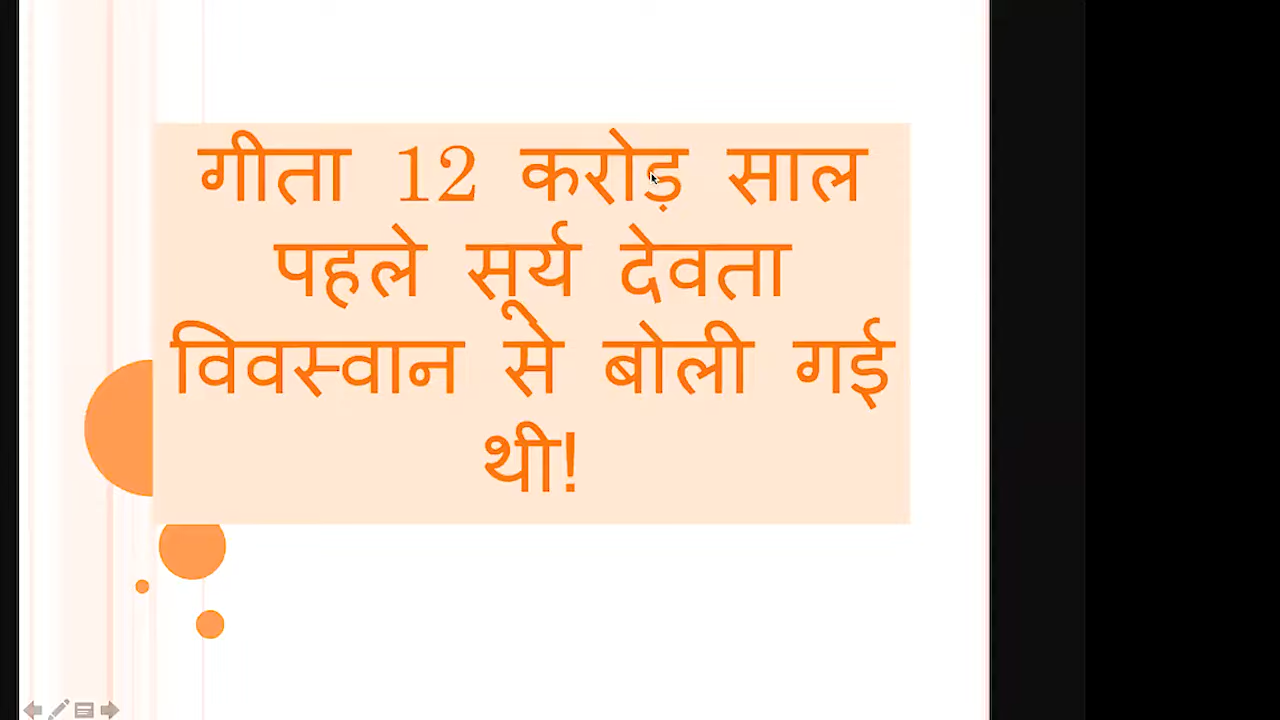 गीता 12 करोड़ साल
पहले सूर्य देवता
विवस्वान से बोली गई
थी!